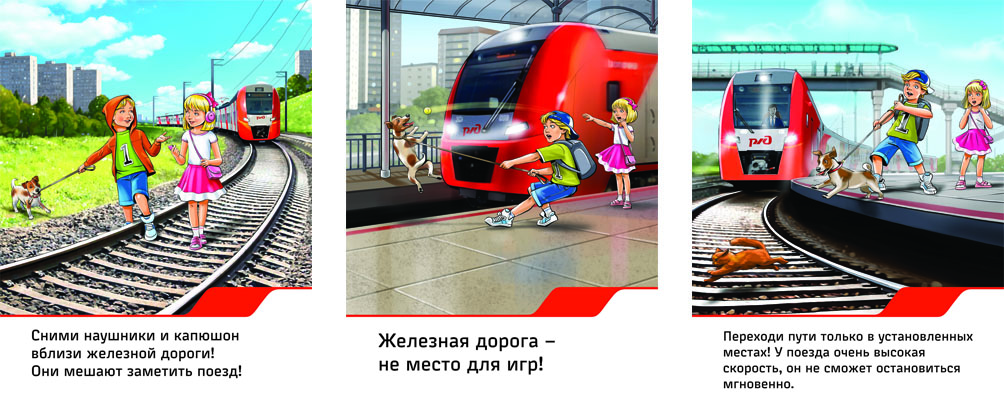 РЖД
1
Сними наушники и капюшон
вблизи железной дороги!
Они мешают заметить поезд!
РЖД
1
Железная дорога –
не место для игр!
РЖД
1
Переходи пути только в установленных
местах! У поезда очень высокая
скорость, он не сможет остановиться
мгновенно.